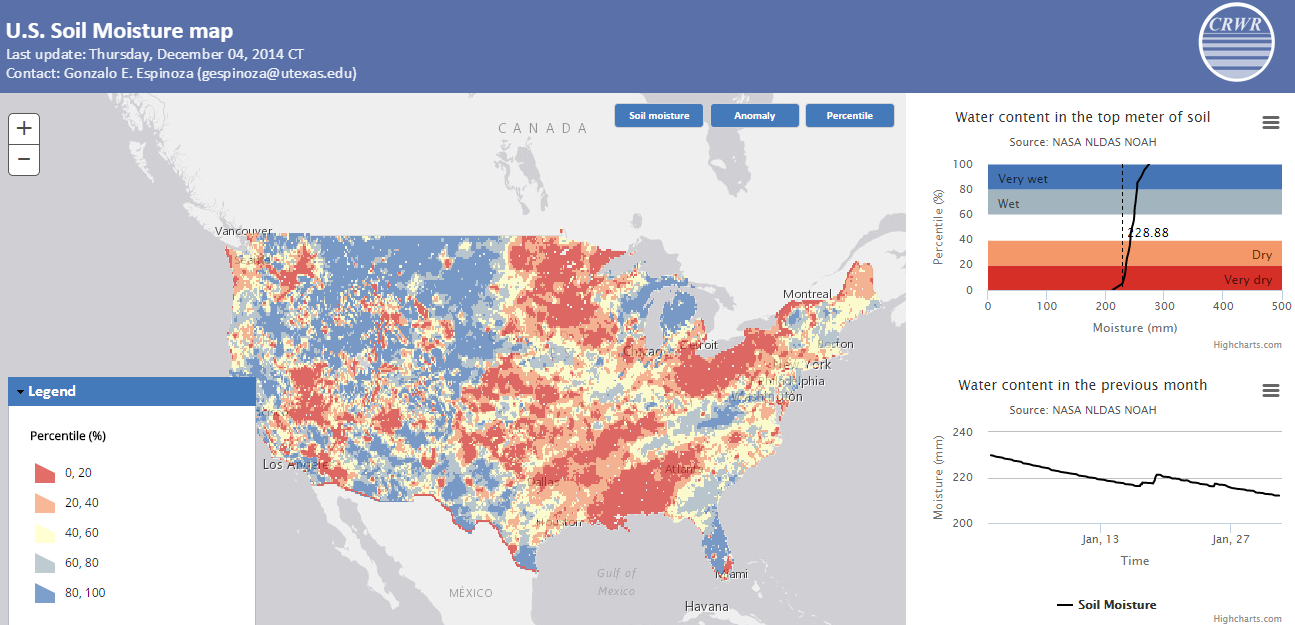 U.S. Soil Moisture map
Last update: Thursday, December 04, 2014 CT
Contact: Gonzalo E. Espinoza (gespinoza@utexas.edu)
CRWR
+
−
CANADA
Soil moisture
Anomaly
Percentile
Vancouver
Montreal
Detroit
Boston
New York
Philadelphia
Washington
Los Angeles
Atlanta
Dallas
Houston
Miami
Gulf of
Mexico
MÉXICO
Havana
Legend
Percentile (%)
0, 20
20, 40
40, 60
60, 80
80, 100
Water content in the top meter of soil
Source: NASA NLDAS NOAH
Percentile (%)
100
80
60
40
20
0
Very wet
Wet
228.88
Dry
Very dry
0
100
200
300
400
500
Moisture (mm)
Highcharts.com
Water content in the previous month
Source: NASA NLDAS NOAH
Moisture (mm)
240
220
200
Jan, 13
Jan, 27
Time
Soil Moisture
Highcharts.com